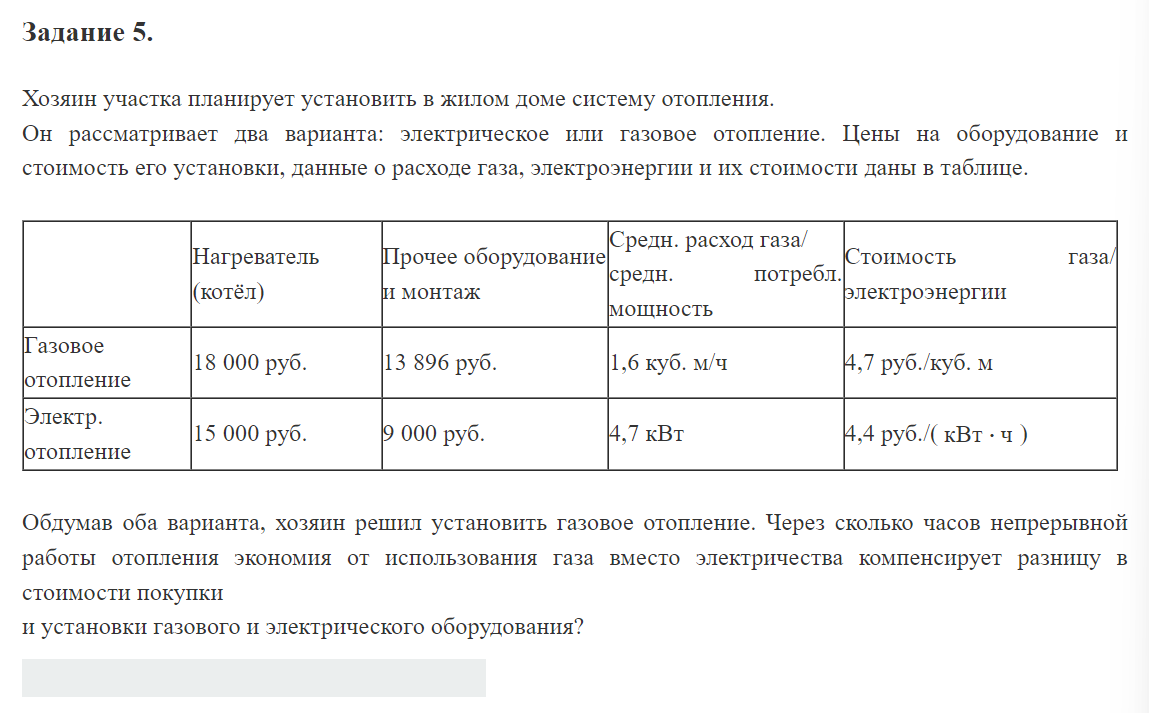 Задание 5.
Хозяин участка планирует установить в жилом доме систему отопления.
Он рассматривает два варианта: электрическое или газовое отопление. Цены на оборудование и
стоимость его установки, данные о расходе газа, электроэнергии и их стоимости даны в таблице.
Нагреватель
(котёл)
Прочее оборудование
и монтаж
Средн. расход газа/
средн. потребл.
мощность
Стоимость газа/
электроэнергии
Газовое
отопление
18 000 руб.
13 896 руб.
1,6 куб. м/ч
4,7 руб./куб. м
Электр.
отопление
15 000 руб.
9 000 руб.
4,7 кВт
4,4 руб./( кВт · ч )
Обдумав оба варианта, хозяин решил установить газовое отопление. Через сколько часов непрерывной
работы отопления экономия от использования газа вместо электричества компенсирует разницу в
стоимости покупки
и установки газового и электрического оборудования?